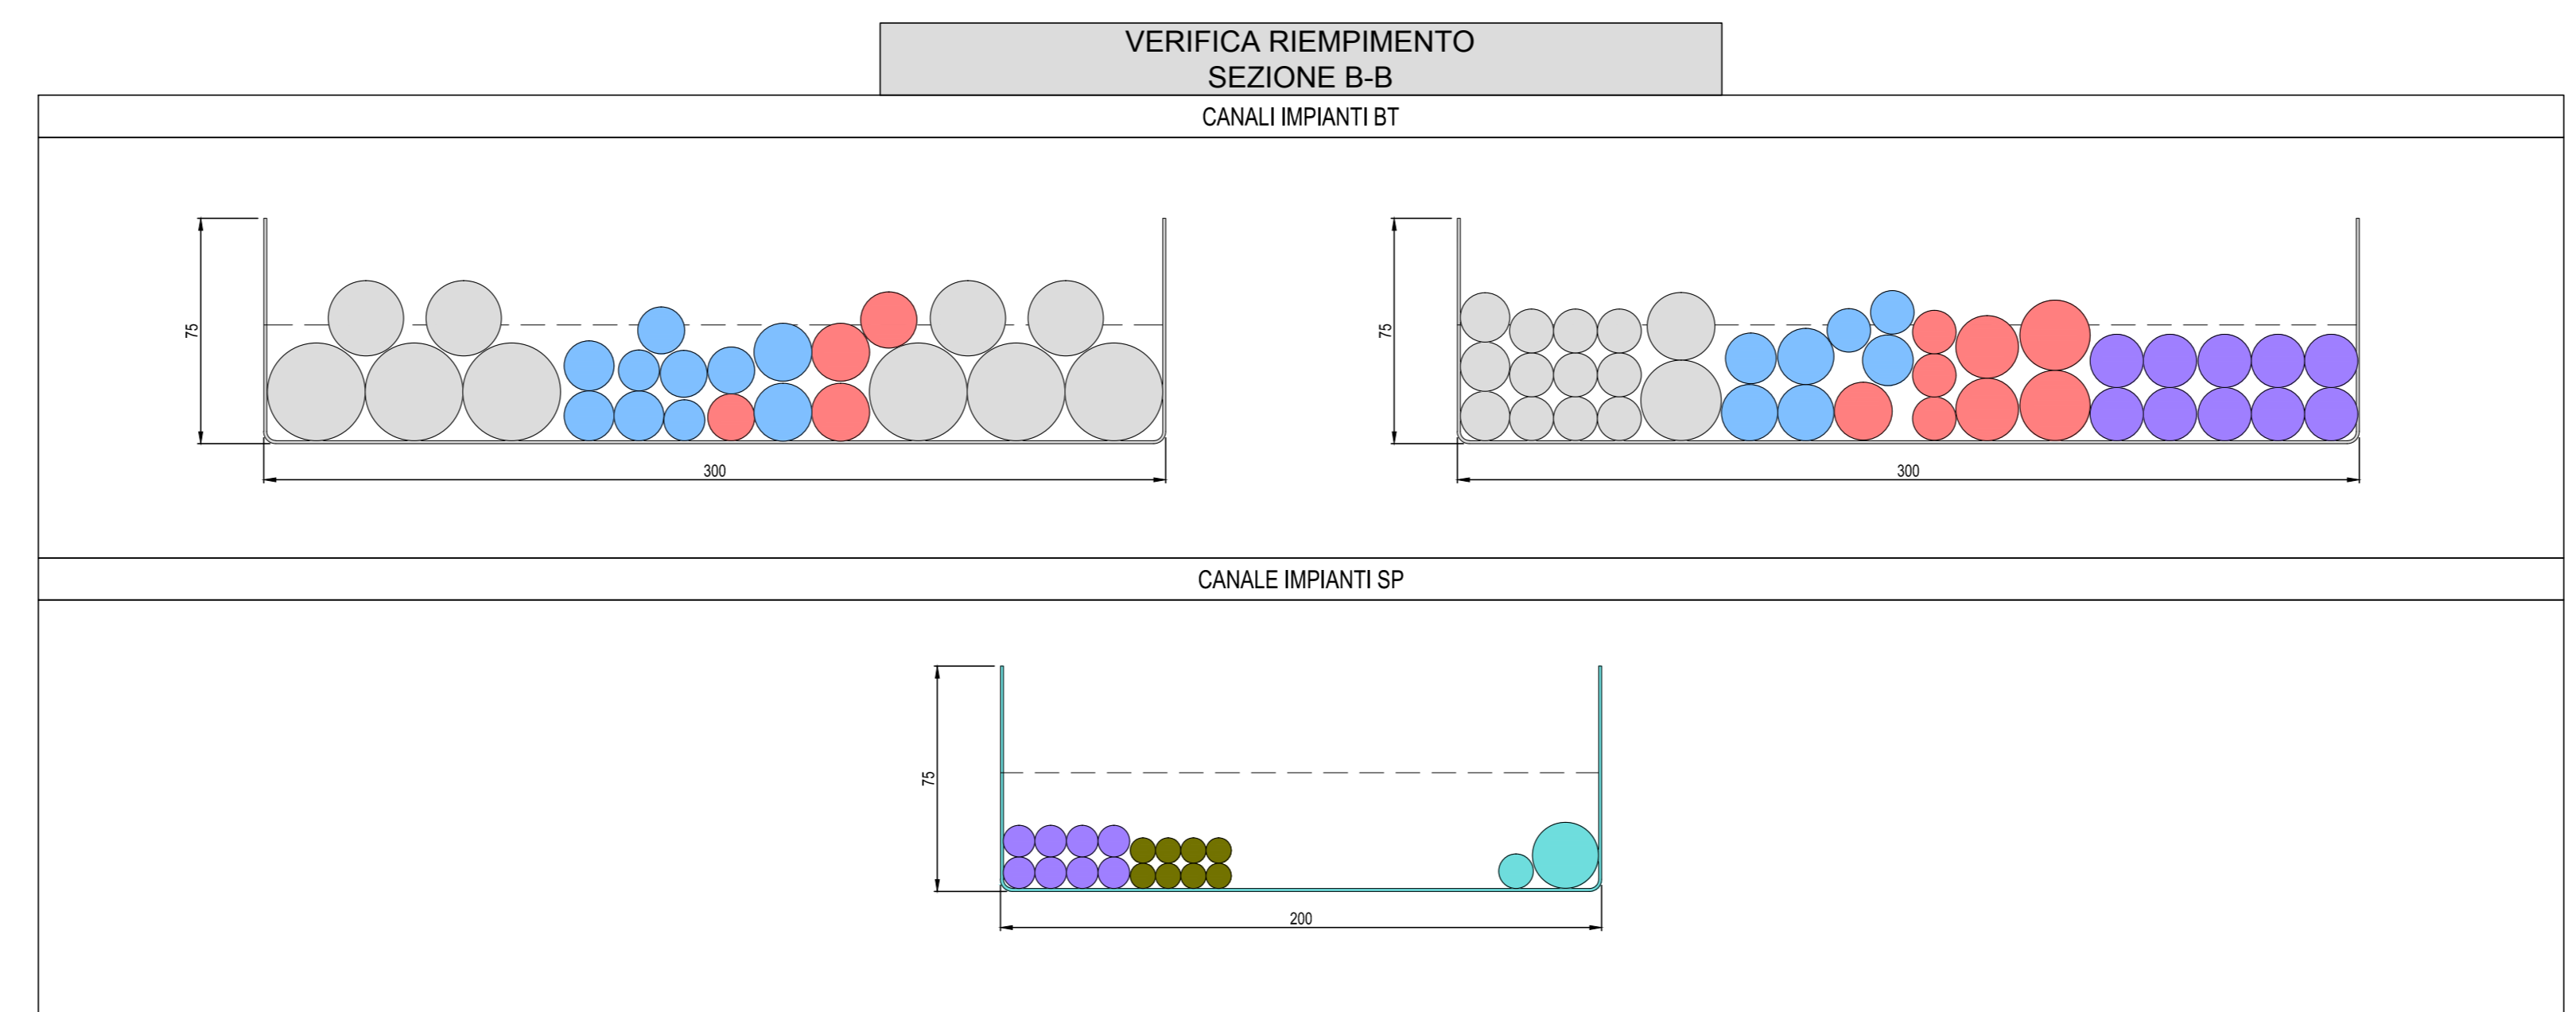 VERIFICA RIEMPIMENTO
SEZIONE B-B
CANALI IMPIANTI BT
75
300
75
300
CANALE IMPIANTI SP
75
200